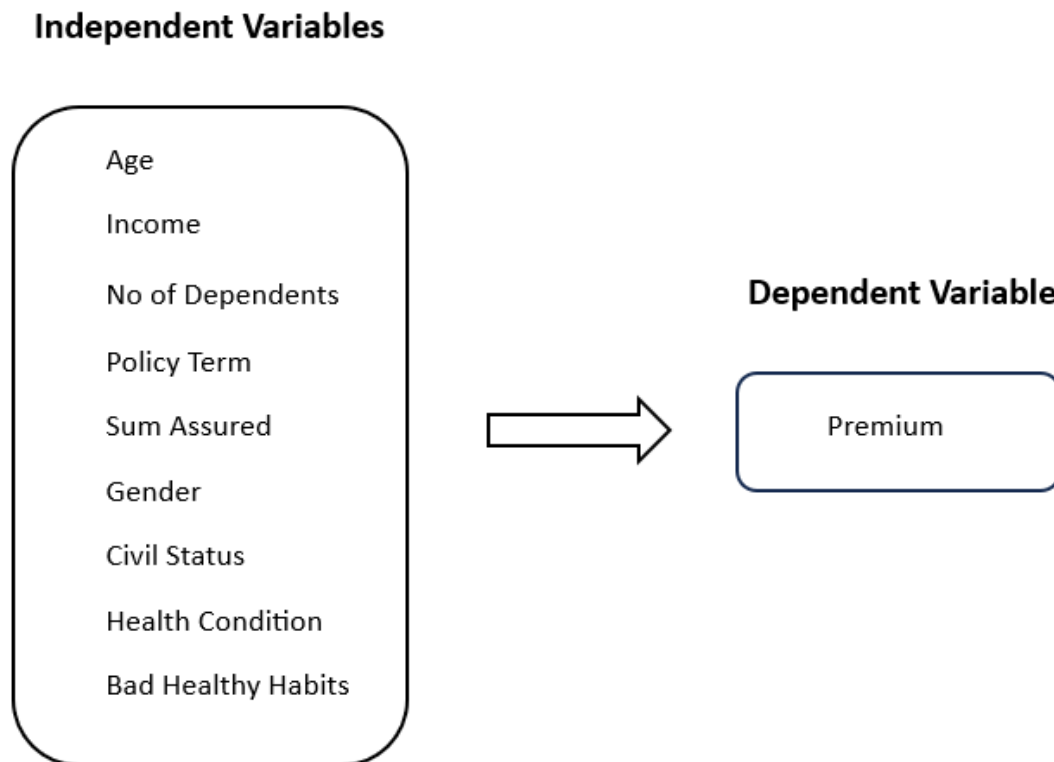 Independent Variables
Age
Income
No of Dependents
Policy Term
Sum Assured
Gender
Civil Status
Health Condition
Bad Healthy Habits
Dependent Variable
Premium